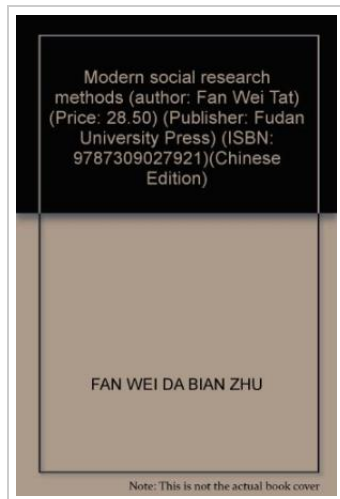 Modern social research
methods (author: Fan Wei Tat)
(Price: 28.50) (Publisher: Fudan
University Press) (ISBN:
9787309027921)(Chinese
Edition)
FAN WEI DA BIAN ZHU
Note: This is not the actual book cover